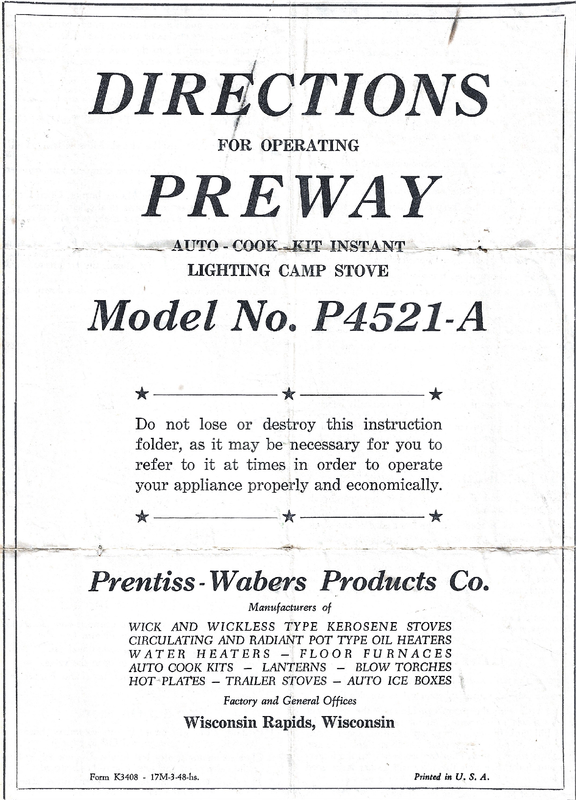 DIRECTIONS
FOR OPERATING
PREWAY
AUTO - COOK - KIT INSTANT
LIGHTING CAMP STOVE
Model No. P4521-A
Do not lose or destroy this instruction
folder, as it may be necessary for you to
refer to it at times in order to operate
your appliance properly and economically.
Prentiss-Wabers Products Co.
Manufacturers of
WICK AND WICKLESS TYPE KEROSENE STOVES
CIRCULATING AND RADIANT POT TYPE OIL HEATERS
WATER HEATERS — FLOOR FURNACES
AUTO COOK KITS — LANTERNS — BLOW TORCHES
HOT PLATES — TRAILER STOVES — AUTO ICE BOXES
Factory and General Offices
Wisconsin Rapids, Wisconsin
Form K3408 - 17M-3-48-hs.
Printed in U. S. A.